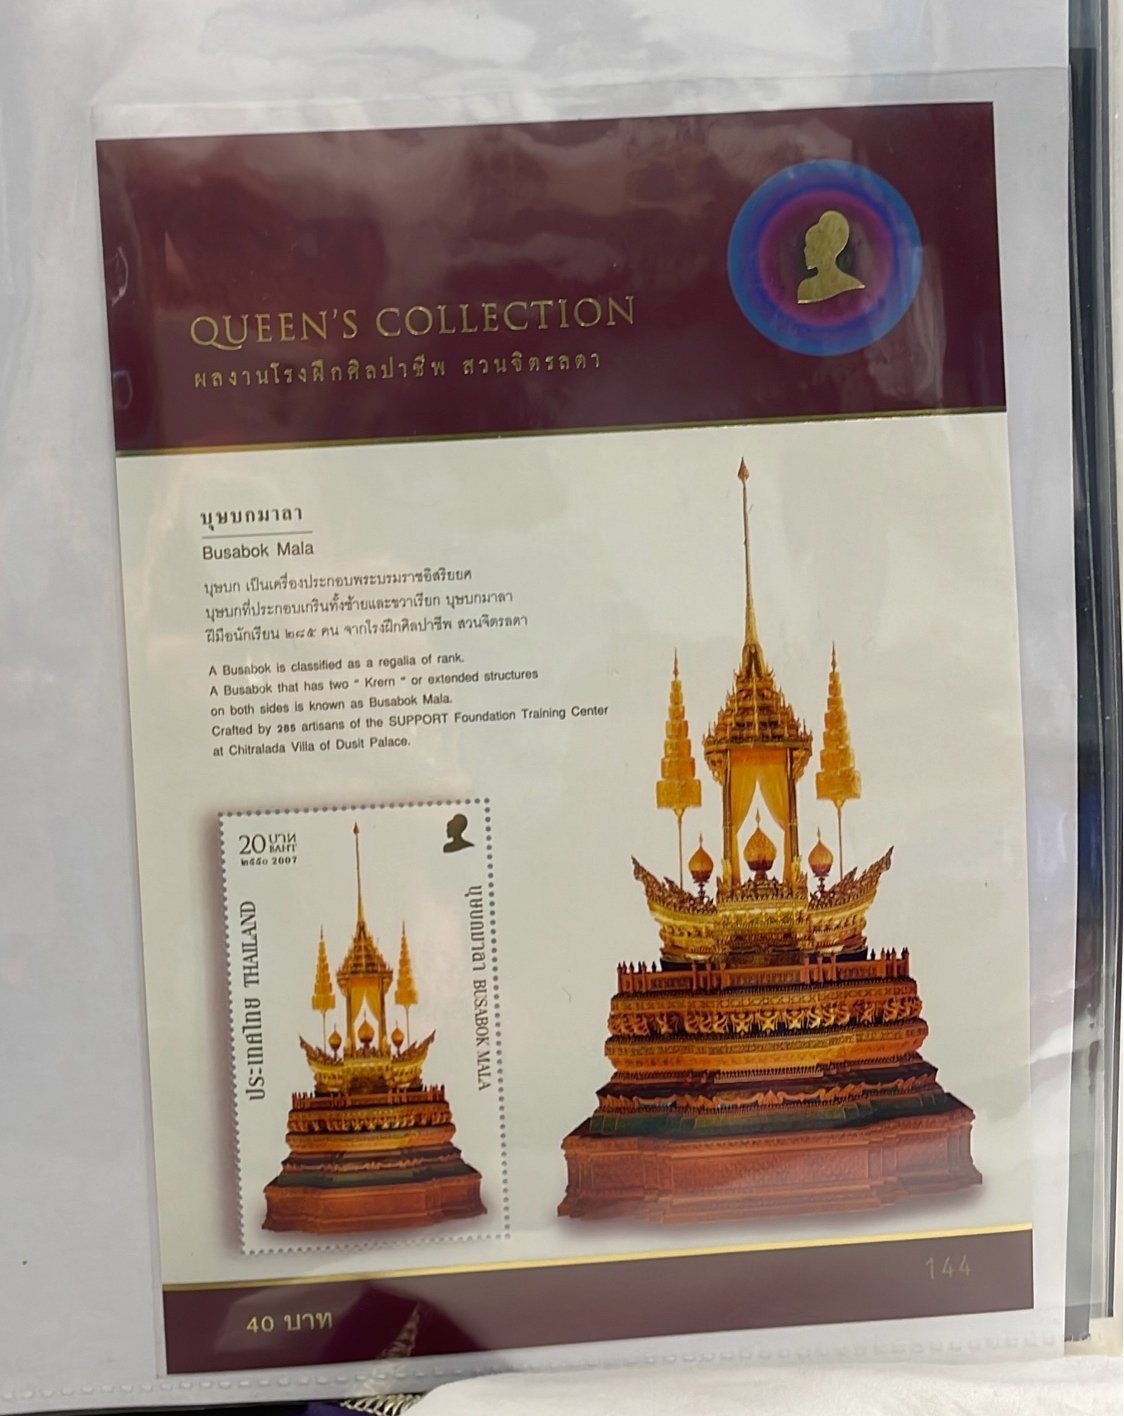 QUEEN'S COLLECTION
ผลงานโรงฝึกศิลปาชีพ สวนจิตรลดา
บุษบกมาลา
Busabok Mala
บุษบก เป็นเครื่องประกอบพระบรมราชอิสริยยศ
บุษบกที่ประกอบเกรินทั้งซ้ายและขวาเรียก บุษบกมาลา
ฝีมือนักเรียน ๒๘๕ คน จากโรงฝึกศิลปาชีพ สวนจิตรลดา
A Busabok is classified as a regalia of rank.
A Busabok that has two " Krern " or extended structures
on both sides is known as Busabok Mala.
Crafted by 285 artisans of the SUPPORT Foundation Training Center
at Chitralada Villa of Dusit Palace.
20 บาท
BAHT
๒๕๕๐ 2007
ประเทศไทย THAILAND
บุษบกมาลา BUSABOK MALA
144
40 บาท